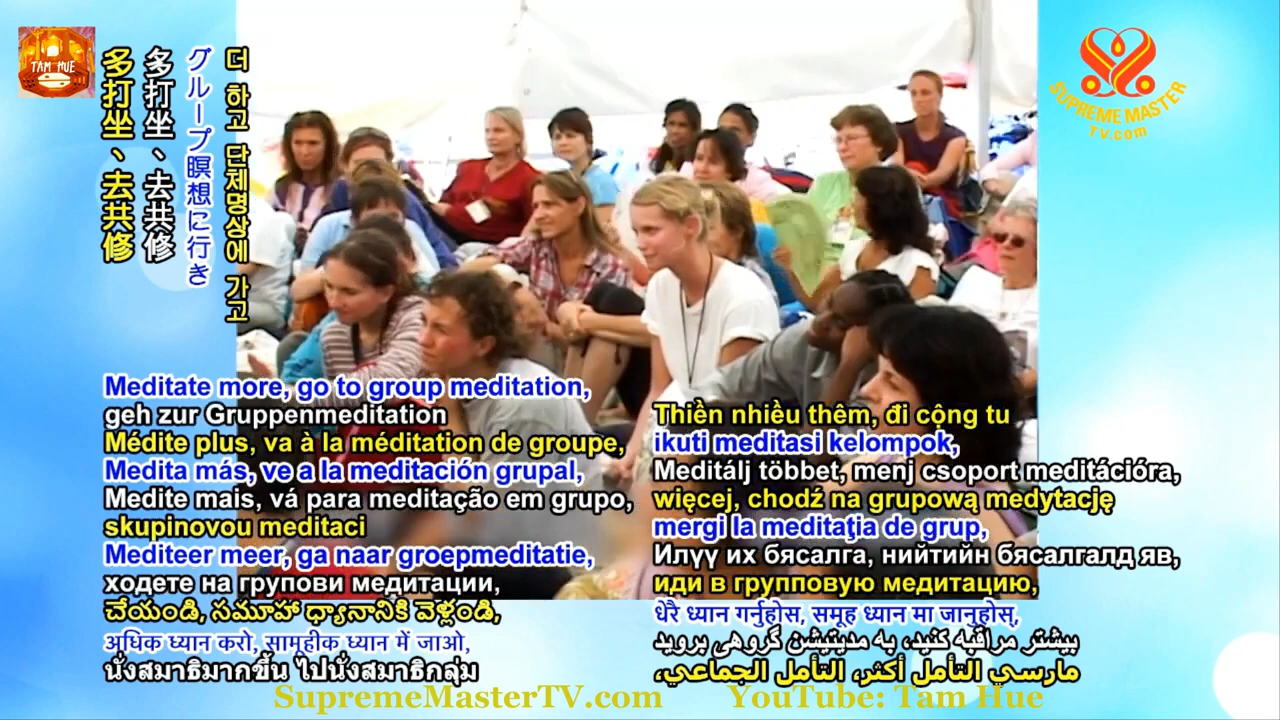 TAM HUE
多打坐、去共修
多打坐、去共修
グループ瞑想に行き
더 하고 단체명상에 가고
SUPREME MASTER
TV.com
Meditate more, go to group meditation,
geh zur Gruppenmeditation
Médite plus, va à la méditation de groupe,
Medita más, ve a la meditación grupal,
Medite mais, vá para meditação em grupo,
skupinovou meditaci
Mediteer meer, ga naar groepmeditatie,
ходете на групови медитации,
చేయండి, సమూహా ధ్యానానికి వెళ్లండి,
अधिक ध्यान करो, सामूहीक ध्यान में जाओ,
นั่งสมาธิมากขึ้น ไปนั่งสมาธิกลุ่ม
Thiền nhiều thêm, đi cộng tu
ikuti meditasi kelompok,
Meditálj többet, menj csoport meditációra,
więcej, chodź na grupową medytację
mergi la meditaţia de grup,
Илүү их бясалга, нийтийн бясалгалд яв,
иди в групповую медитацию,
धेरै ध्यान गर्नुहोस, समूह ध्यान मा जानुहोस्,
بیشتر مراقبه کنید، به مدیتیشن گروهی بروید
مارسي التأمل أكثر، التأمل الجماعي،
SupremeMasterTV.com YouTube: Tam Hue